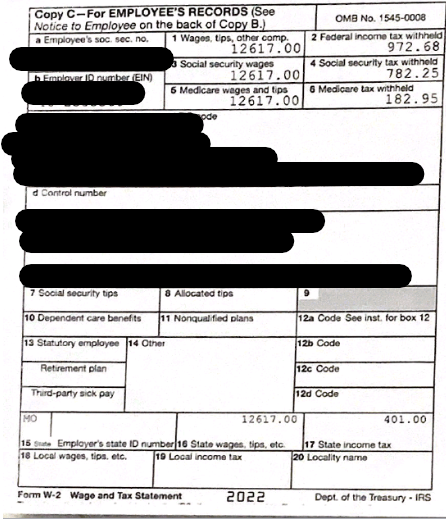 Copy C—For EMPLOYEE'S RECORDS (See
Notice to Employee on the back of Copy B.)
OMB No. 1545-0008
a Employee's soc. sec. no.
1 Wages, tips, other comp.
12617.00
2 Federal income tax withheld
972.68
3 Social security wages
12617.00
4 Social security tax withheld
782.25
b Employer ID number (EIN)
5 Medicare wages and tips
12617.00
6 Medicare tax withheld
182.95
code
d Control number
7 Social security tips
8 Allocated tips
9
10 Dependent care benefits
11 Nonqualified plans
12a Code See inst. for box 12
13 Statutory employee
14 Other
12b Code
Retirement plan
12c Code
Third-party sick pay
12d Code
MO
12617.00
401.00
15 State Employer's state ID number
16 State wages, tips, etc.
17 State income tax
18 Local wages, tips, etc.
19 Local income tax
20 Locality name
Form W-2 Wage and Tax Statement
2022
Dept. of the Treasury - IRS